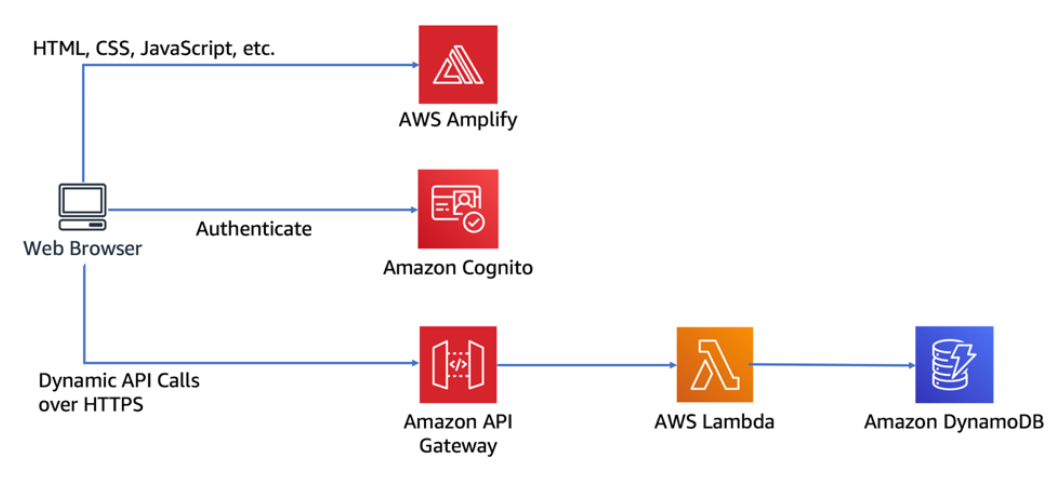 HTML, CSS, JavaScript, etc.
AWS Amplify
Web Browser
Authenticate
Amazon Cognito
Dynamic API Calls
over HTTPS
</>
Amazon API
Gateway
AWS Lambda
Amazon DynamoDB